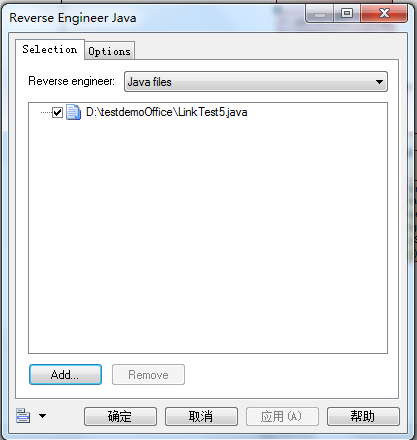 Reverse Engineer Java
Selection
Options
Reverse engineer:
Java files
D:\testdemoOffice\LinkTest5.java
Add...
Remove
确定
取消
应用(A)
帮助